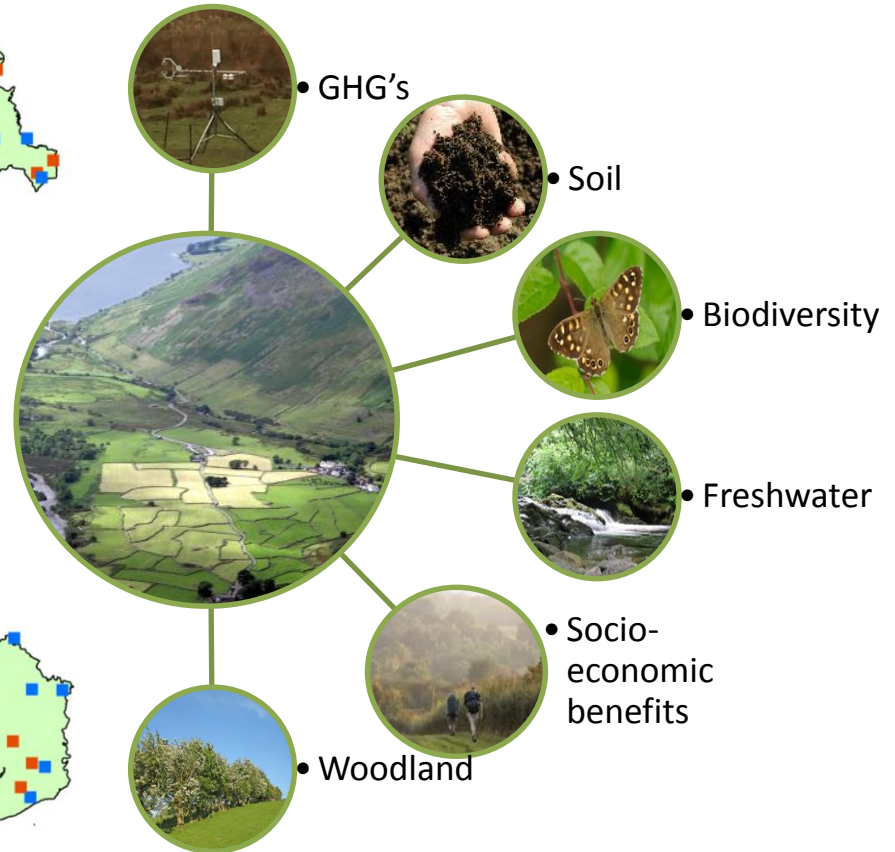 • GHG's
• Soil
• Biodiversity
• Freshwater
• Socio-
economic
benefits
• Woodland